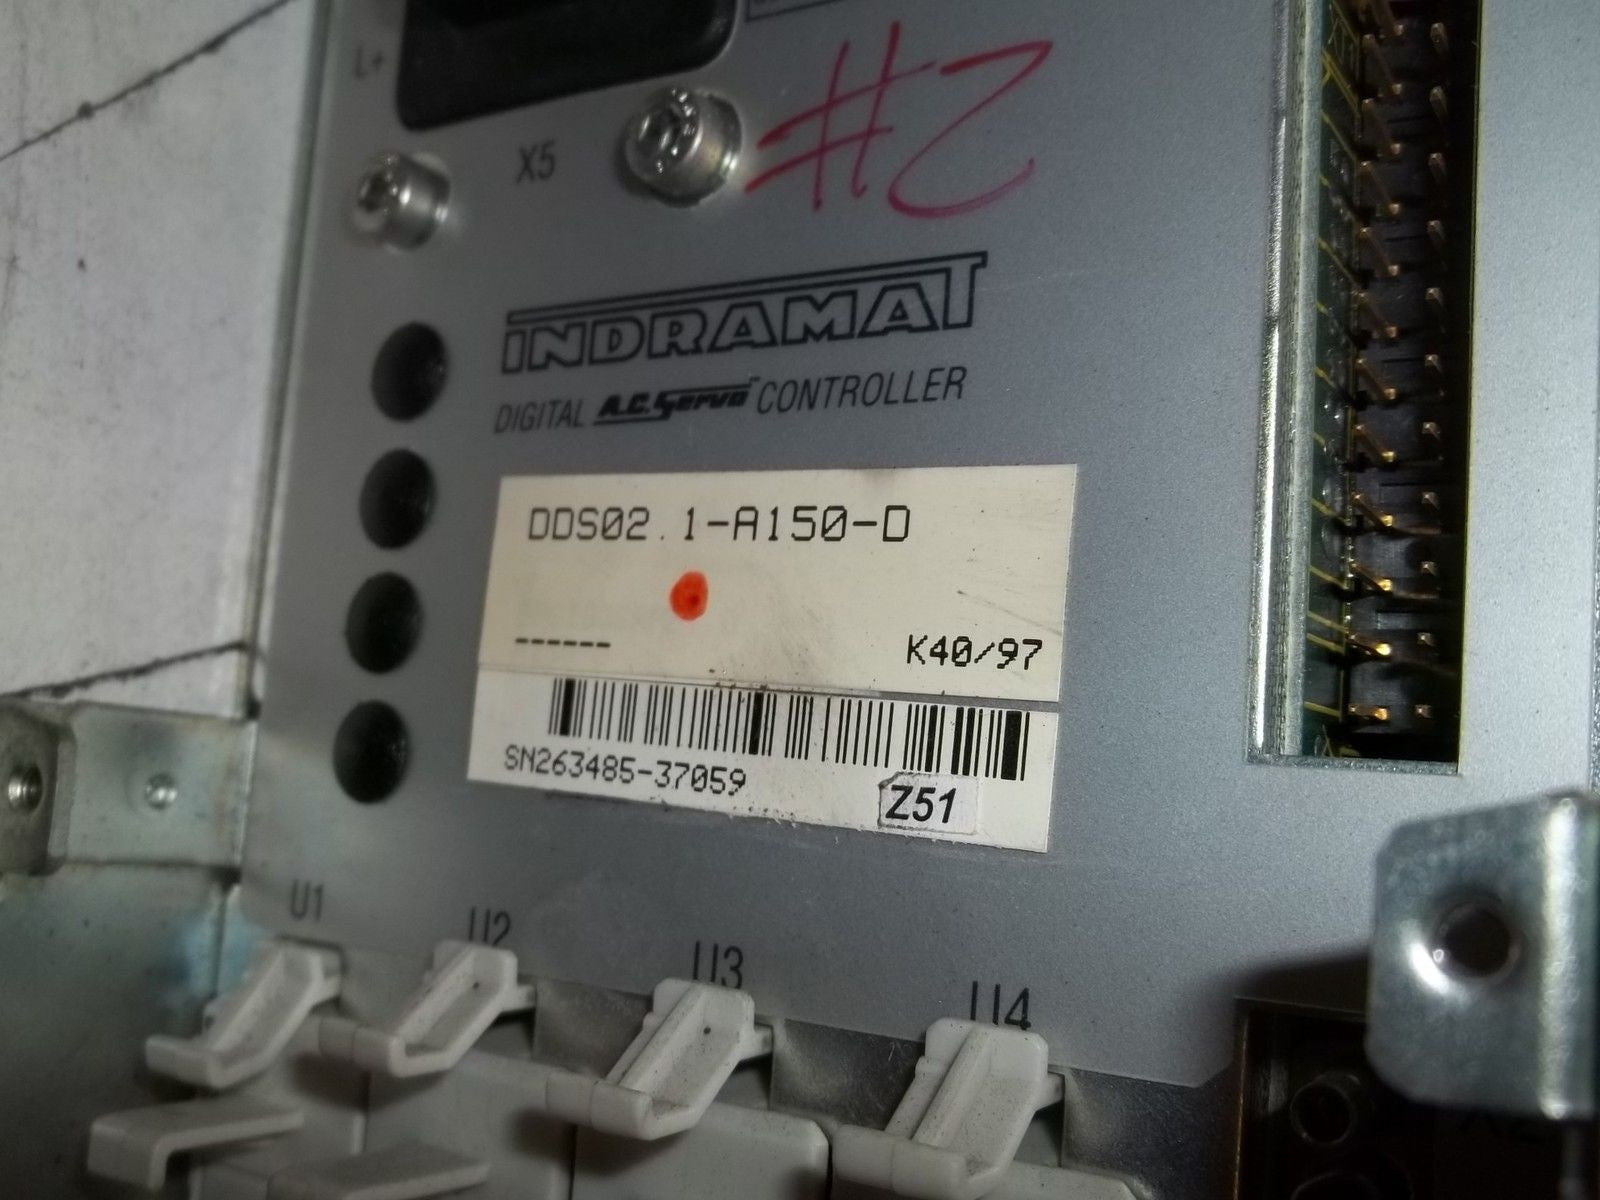 L+
X5
#2
INDRAMAT
DIGITAL A.C. Servo CONTROLLER
DDS02.1-A150-D
------
K40/97
SN263485-37059
Z51
U1
U2
U3
U4